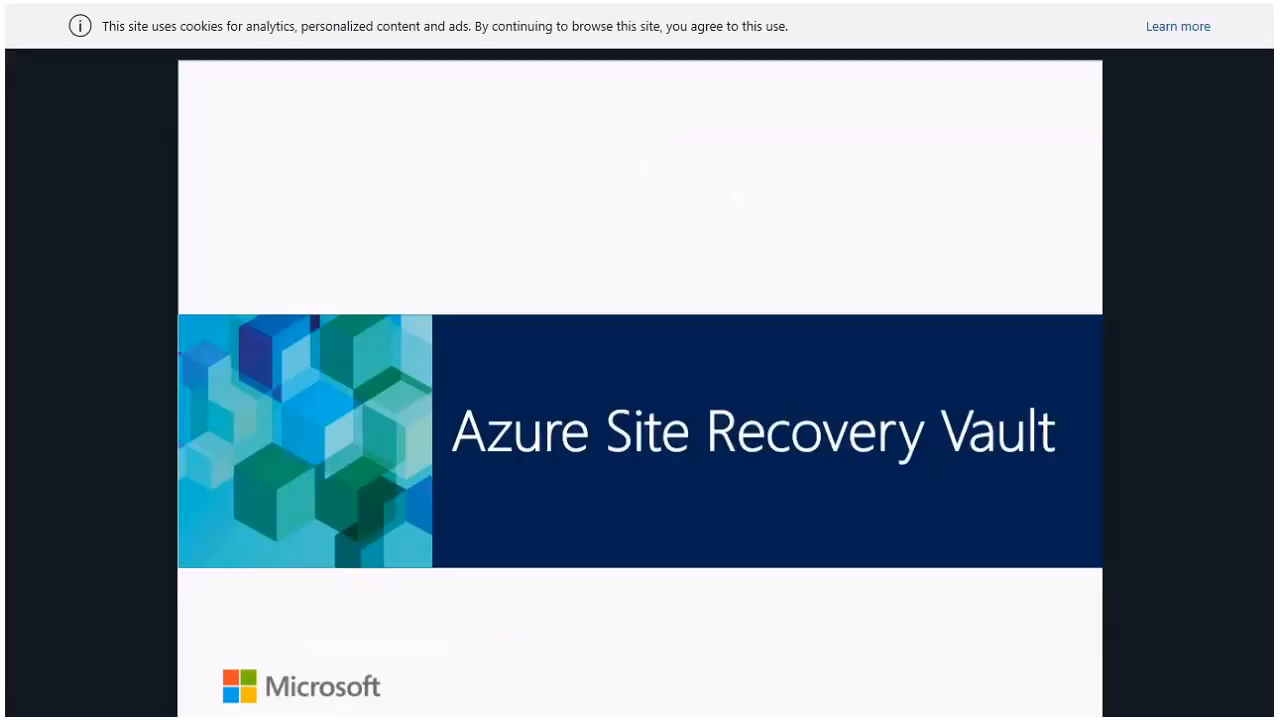 This site uses cookies for analytics, personalized content and ads. By continuing to browse this site, you agree to this use.
Learn more
Azure Site Recovery Vault
Microsoft